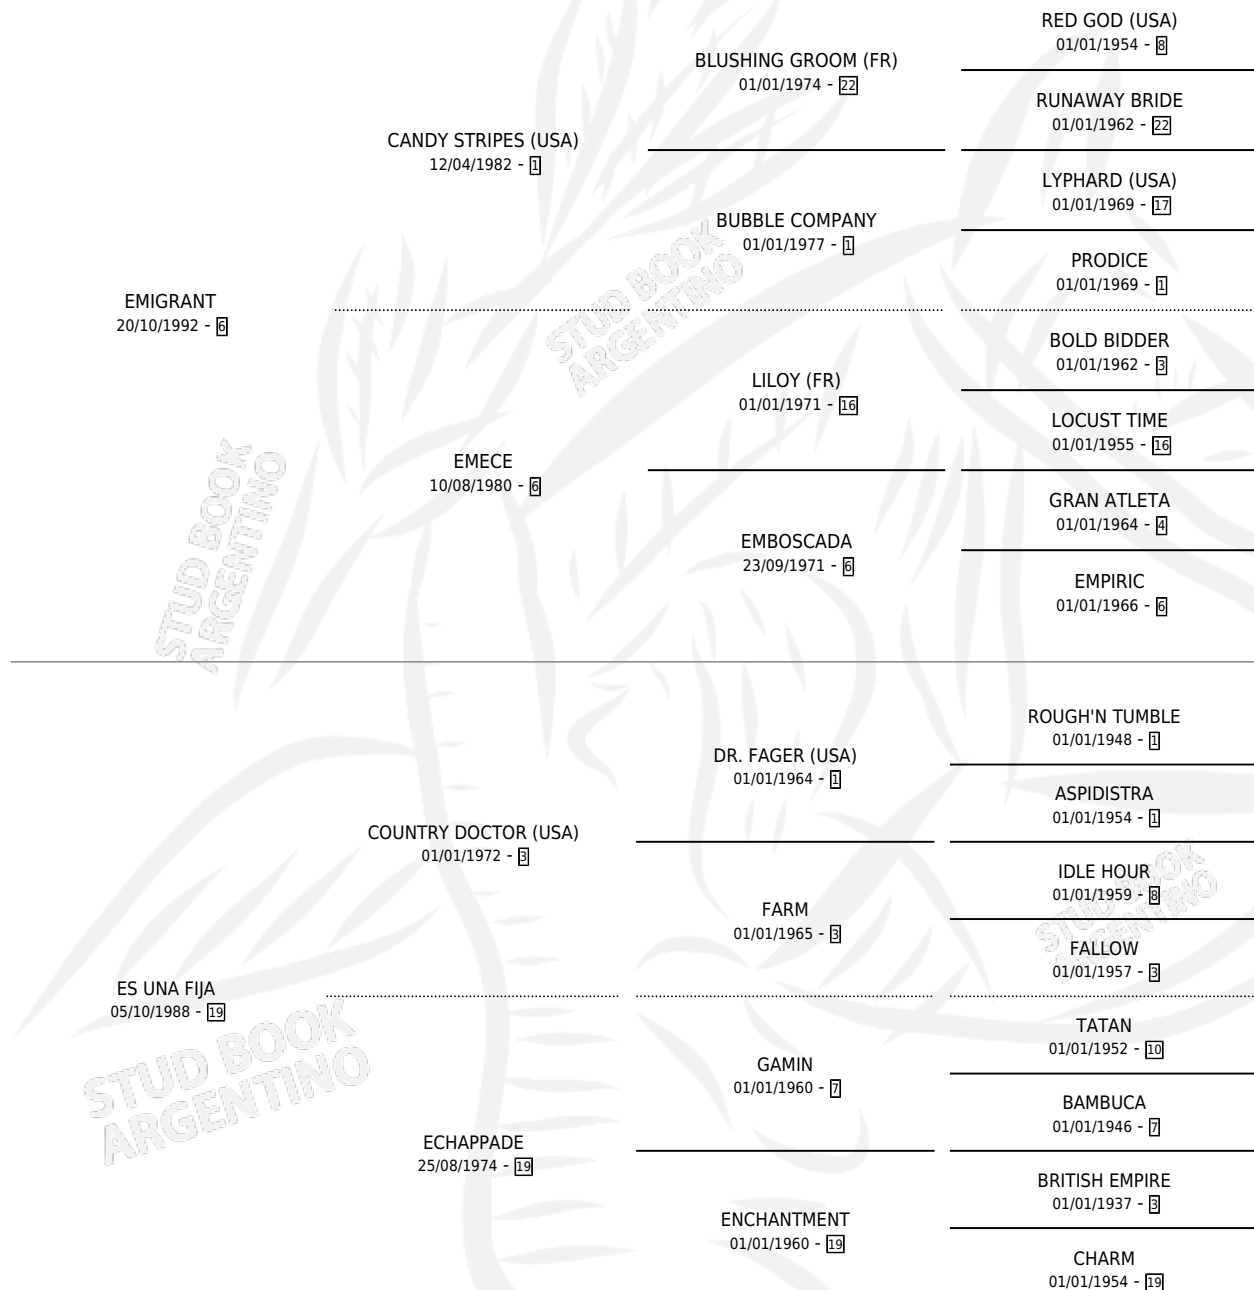 RED GOD (USA)
01/01/1954 - 8
BLUSHING GROOM (FR)
01/01/1974 - 22
RUNAWAY BRIDE
01/01/1962 - 22
CANDY STRIPES (USA)
12/04/1982 - 1
LYPHARD (USA)
01/01/1969 - 17
BUBBLE COMPANY
01/01/1977 - 1
PRODICE
01/01/1969 - 1
EMIGRANT
20/10/1992 - 6
STUD BOOK
ARGENTINO
BOLD BIDDER
01/01/1962 - 3
LILOY (FR)
01/01/1971 - 16
LOCUST TIME
01/01/1955 - 16
EMECE
10/08/1980 - 6
GRAN ATLETA
01/01/1964 - 4
EMBOSCADA
23/09/1971 - 6
EMPIRIC
01/01/1966 - 6
STUD BOOK
ARGENTINO
ROUGH'N TUMBLE
01/01/1948 - 1
DR. FAGER (USA)
01/01/1964 - 1
ASPIDISTRA
01/01/1954 - 1
COUNTRY DOCTOR (USA)
01/01/1972 - 3
IDLE HOUR
01/01/1959 - 8
FARM
01/01/1965 - 3
FALLOW
01/01/1957 - 3
STUD BOOK
ARGENTINO
ES UNA FIJA
05/10/1988 - 19
STUD BOOK
ARGENTINO
TATAN
01/01/1952 - 10
GAMIN
01/01/1960 - 7
BAMBUCA
01/01/1946 - 7
ECHAPPADE
25/08/1974 - 19
BRITISH EMPIRE
01/01/1937 - 3
ENCHANTMENT
01/01/1960 - 19
CHARM
01/01/1954 - 19